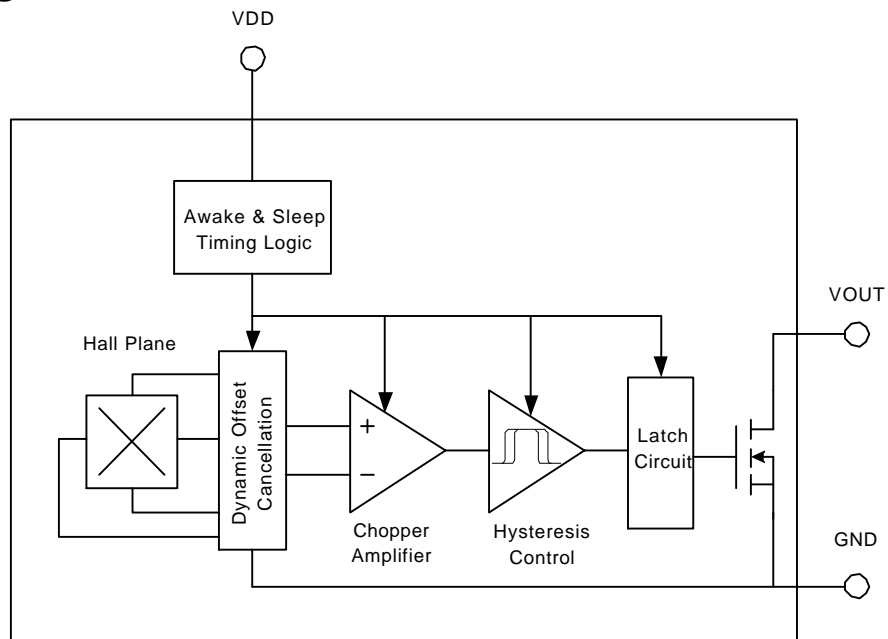 VDD
Awake & Sleep
Timing Logic
VOUT
Hall Plane
Dynamic Offset
Cancellation
+
−
Latch
Circuit
Chopper
Amplifier
Hysteresis
Control
GND